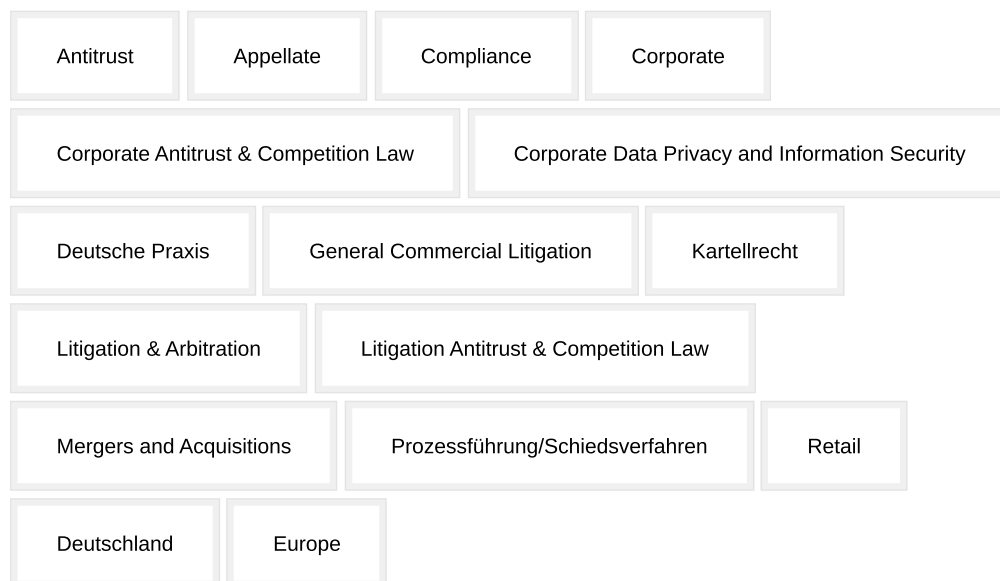 Antitrust Appellate Compliance Corporate
Corporate Antitrust & Competition Law Corporate Data Privacy and Information Security
Deutsche Praxis General Commercial Litigation Kartellrecht
Litigation & Arbitration Litigation Antitrust & Competition Law
Mergers and Acquisitions Prozessführung/Schiedsverfahren Retail
Deutschland Europe